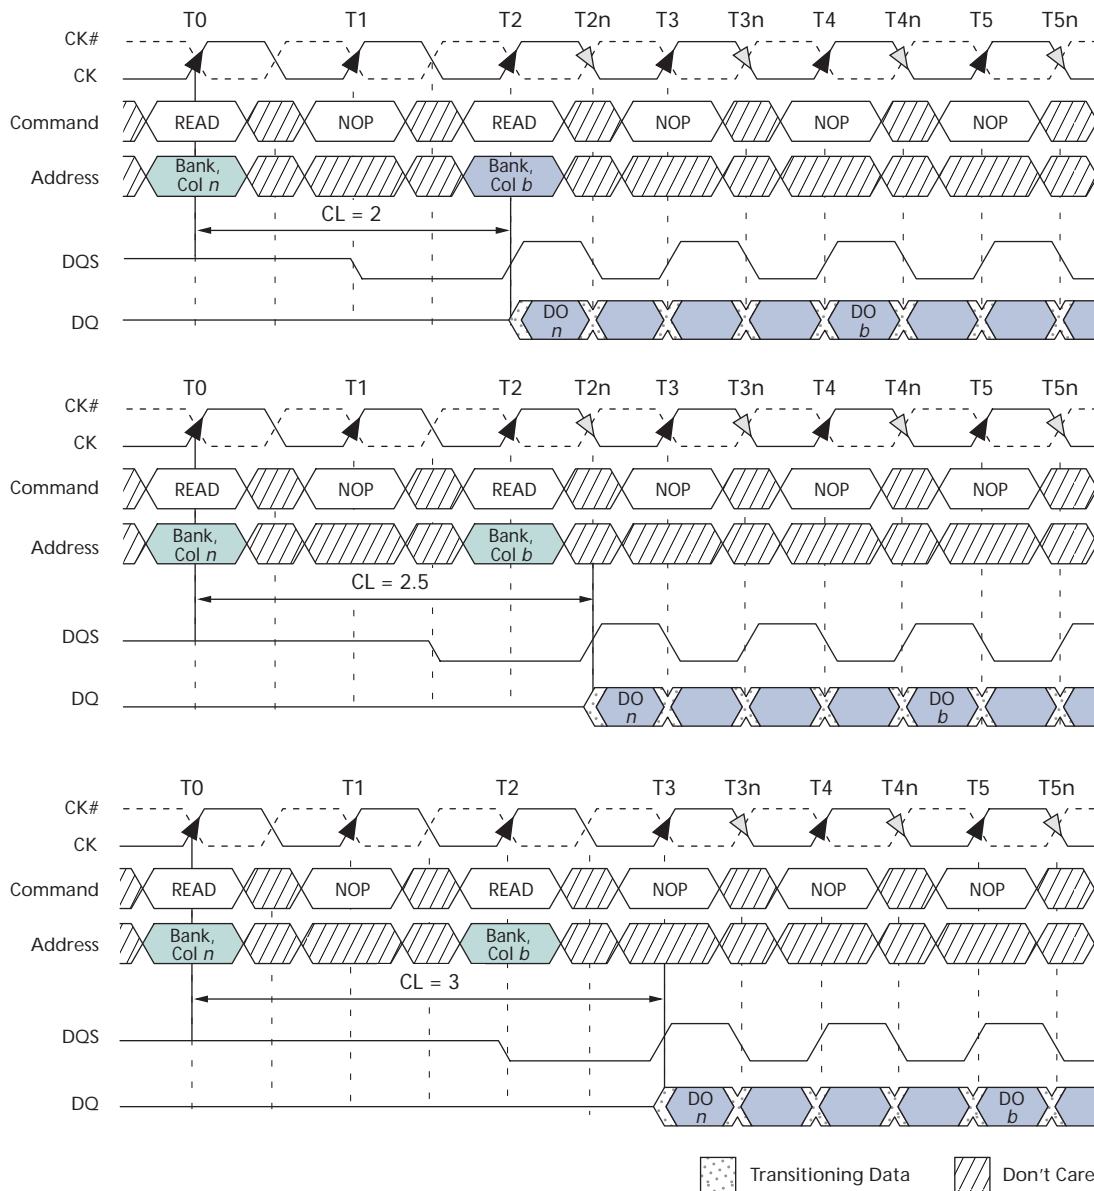 T0 T1 T2 T2n T3 T3n T4 T4n T5 T5n
CK#
CK
Command READ NOP READ NOP NOP NOP
Address Bank, Col n Bank, Col b
CL = 2
DQS
DQ DO n DO b
T0 T1 T2 T2n T3 T3n T4 T4n T5 T5n
CK#
CK
Command READ NOP READ NOP NOP NOP
Address Bank, Col n Bank, Col b
CL = 2.5
DQS
DQ DO n DO b
T0 T1 T2 T3 T3n T4 T4n T5 T5n
CK#
CK
Command READ NOP READ NOP NOP NOP
Address Bank, Col n Bank, Col b
CL = 3
DQS
DQ DO n DO b
Transitioning Data Don't Care